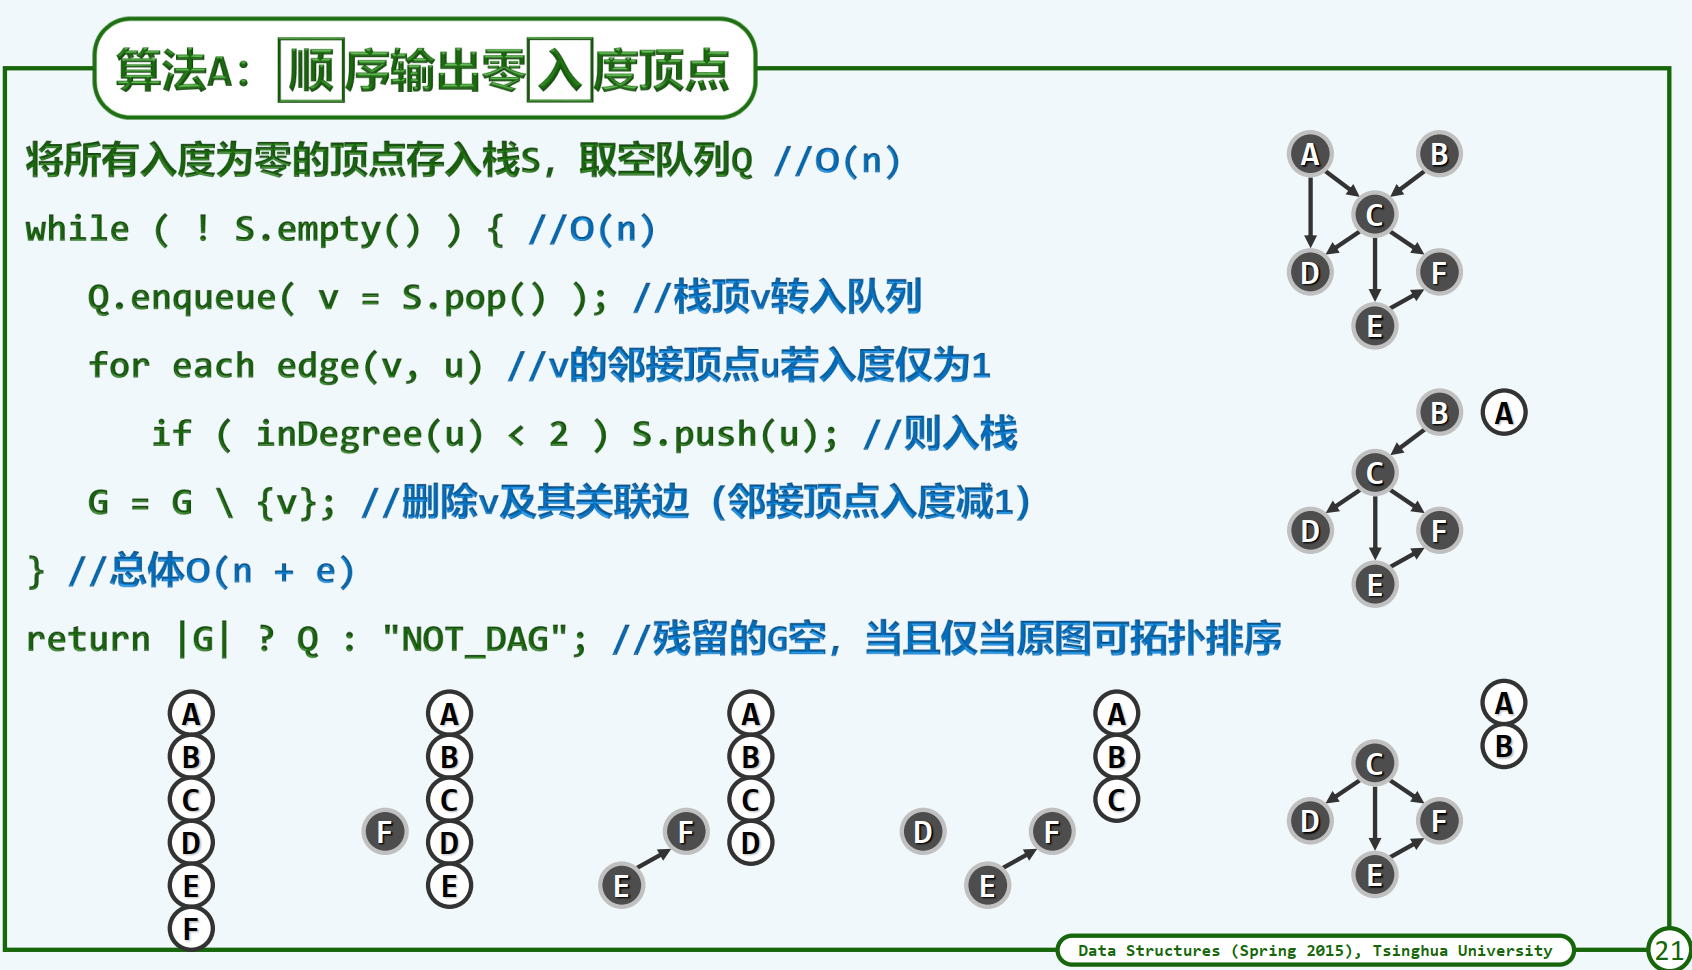 算法A：顺序输出零入度顶点
将所有入度为零的顶点存入栈S，取空队列Q //O(n)
while ( ! S.empty() ) { //O(n)
Q.enqueue( v = S.pop() ); //栈顶v转入队列
for each edge(v, u) //v的邻接顶点u若入度仅为1
if ( inDegree(u) < 2 ) S.push(u); //则入栈
G = G \ {v}; //删除v及其关联边（邻接顶点入度减1）
} //总体O(n + e)
return |G| ? Q : "NOT_DAG"; //残留的G空，当且仅当原图可拓扑排序
A B
C
D F
E
B A
C
D F
E
A
B
C
D F
E
A
B
C
D F
E
A
B
C
D
F
E
A
B
C
D
E
F
A
B
C
D
E
F
Data Structures (Spring 2015), Tsinghua University
21